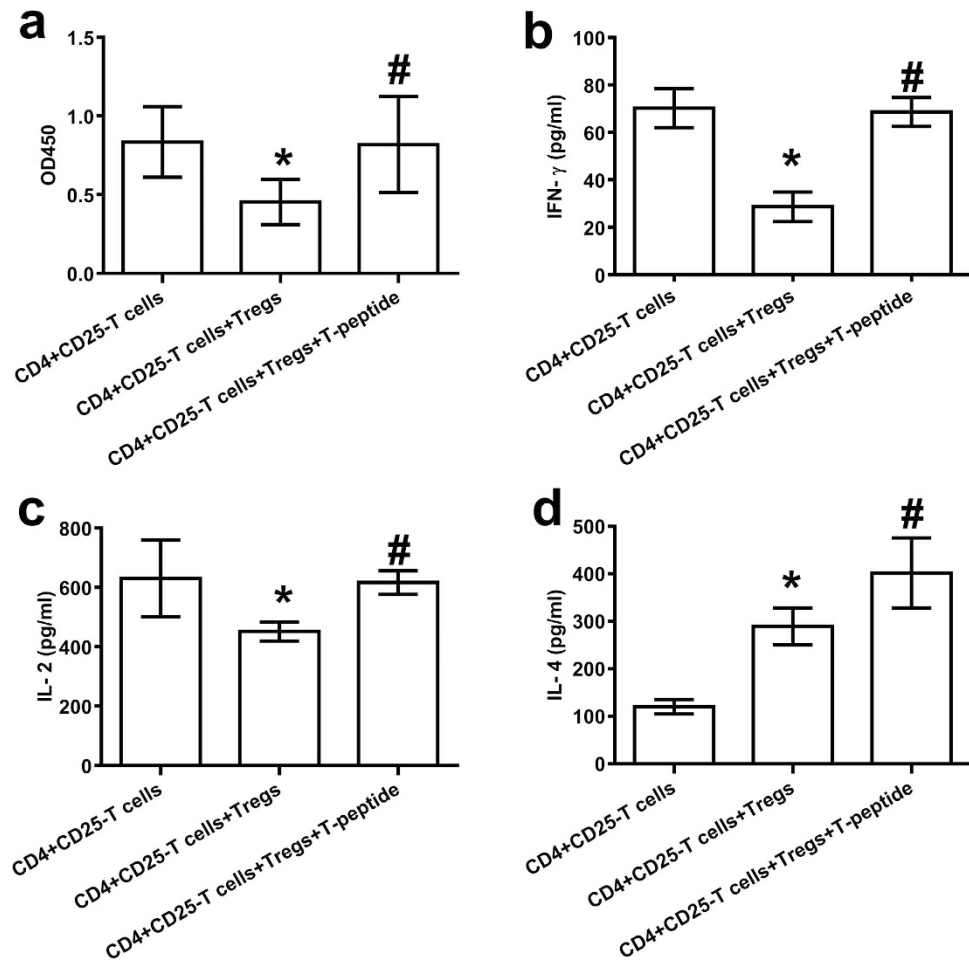 a
1.5
1.0
0.5
0.0
OD450
*
#
CD4+CD25-T cells
CD4+CD25-T cells+Tregs
CD4+CD25-T cells+Tregs+T-peptide
b
100
80
60
40
20
0
IFN- γ (pg/ml)
*
#
CD4+CD25-T cells
CD4+CD25-T cells+Tregs
CD4+CD25-T cells+Tregs+T-peptide
c
800
600
400
200
0
IL- 2 (pg/ml)
*
#
CD4+CD25-T cells
CD4+CD25-T cells+Tregs
CD4+CD25-T cells+Tregs+T-peptide
d
500
400
300
200
100
0
IL- 4 (pg/ml)
*
#
CD4+CD25-T cells
CD4+CD25-T cells+Tregs
CD4+CD25-T cells+Tregs+T-peptide